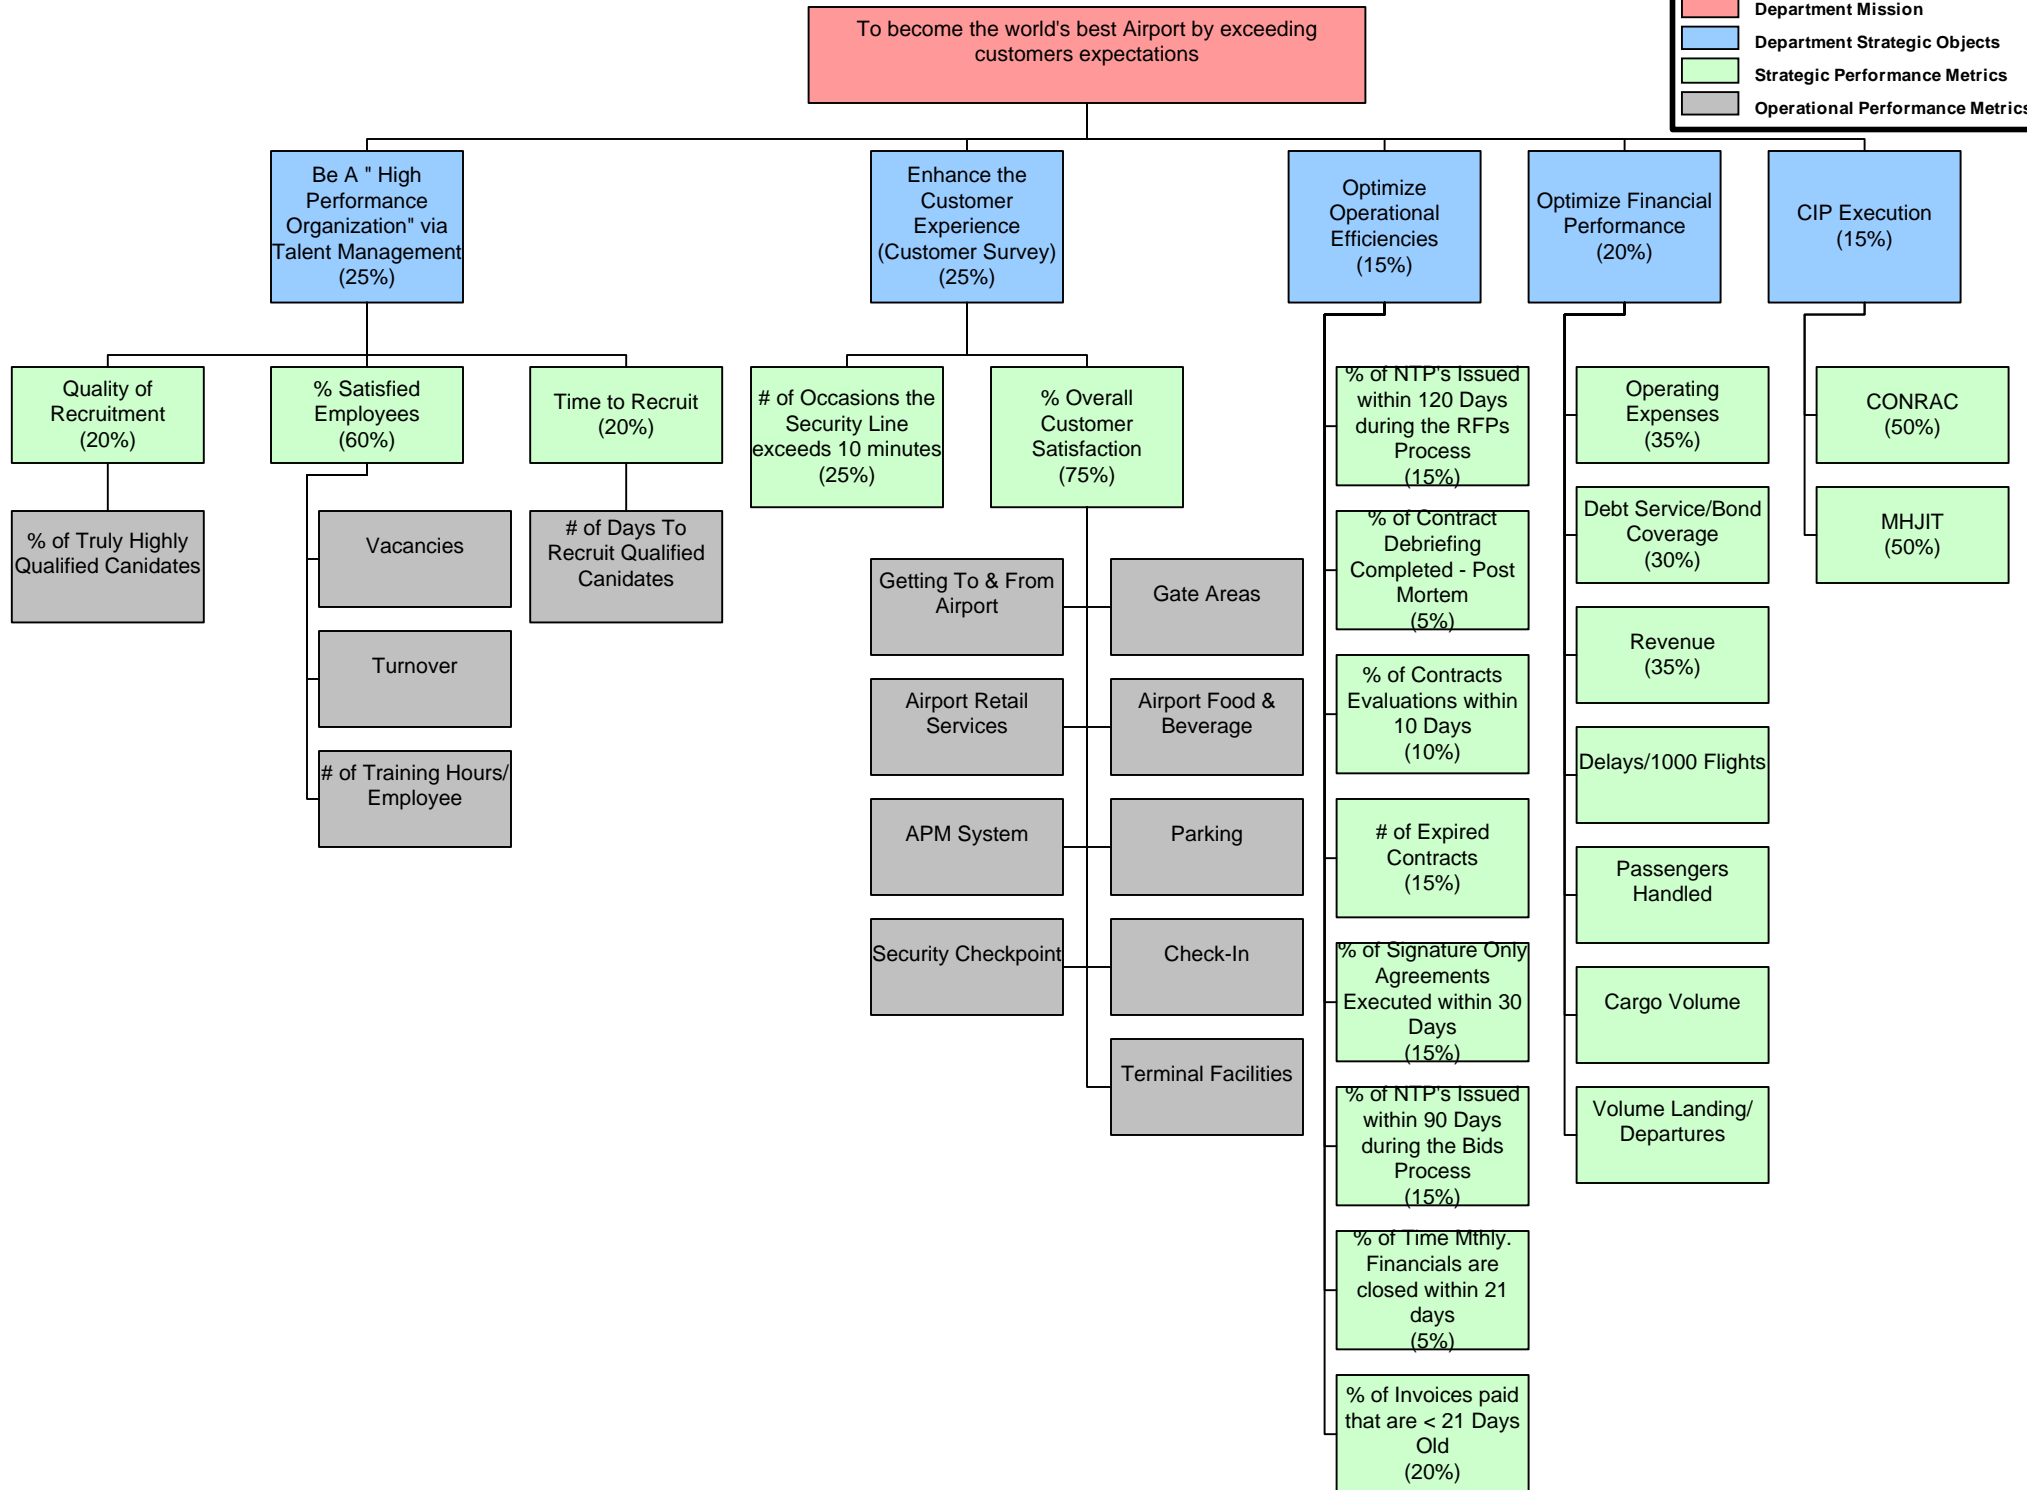 To become the world's best Airport by exceeding
customers expectations
Department Mission
Department Strategic Objects
Strategic Performance Metrics
Operational Performance Metrics
Be A " High
Performance
Organization" via
Talent Management
(25%)
Enhance the
Customer
Experience
(Customer Survey)
(25%)
Optimize
Operational
Efficiencies
(15%)
Optimize Financial
Performance
(20%)
CIP Execution
(15%)
Quality of
Recruitment
(20%)
% Satisfied
Employees
(60%)
Time to Recruit
(20%)
# of Occasions the
Security Line
exceeds 10 minutes
(25%)
% Overall
Customer
Satisfaction
(75%)
% of Truly Highly
Qualified Canidates
Vacancies
Turnover
# of Training Hours/
Employee
# of Days To
Recruit Qualified
Canidates
Getting To & From
Airport
Gate Areas
Airport Retail
Services
Airport Food &
Beverage
APM System
Parking
Security Checkpoint
Check-In
Terminal Facilities
% of NTP's Issued
within 120 Days
during the RFPs
Process
(15%)
% of Contract
Debriefing
Completed - Post
Mortem
(5%)
% of Contracts
Evaluations within
10 Days
(10%)
# of Expired
Contracts
(15%)
% of Signature Only
Agreements
Executed within 30
Days
(15%)
% of NTP's Issued
within 90 Days
during the Bids
Process
(15%)
% of Time Mthly.
Financials are
closed within 21
days
(5%)
% of Invoices paid
that are < 21 Days
Old
(20%)
Operating
Expenses
(35%)
Debt Service/Bond
Coverage
(30%)
Revenue
(35%)
Delays/1000 Flights
Passengers
Handled
Cargo Volume
Volume Landing/
Departures
CONRAC
(50%)
MHJIT
(50%)